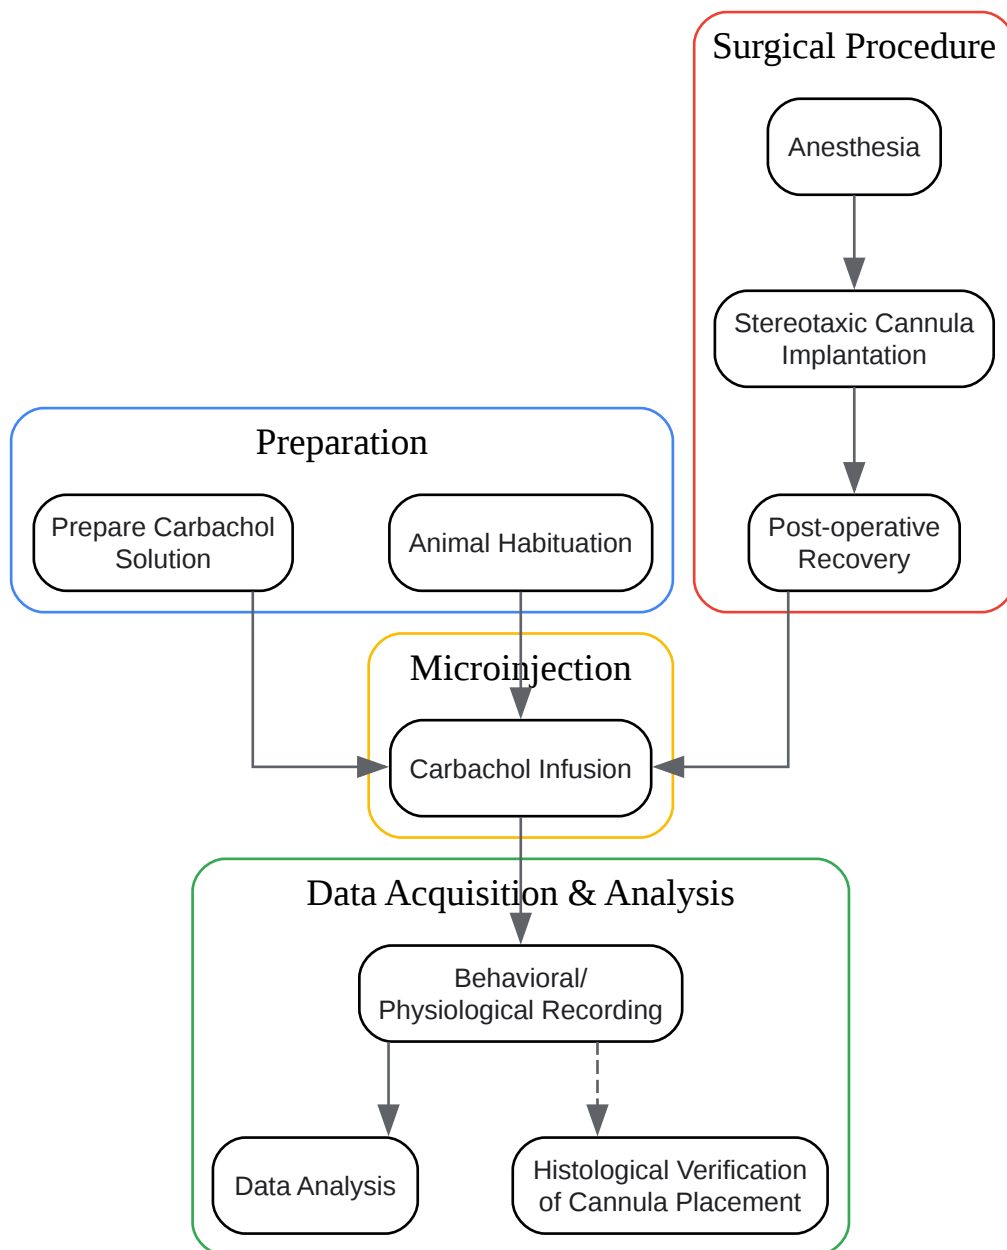 Surgical Procedure
Anesthesia
Stereotaxic Cannula
Implantation
Preparation
Prepare Carbachol
Solution
Animal Habituation
Post-operative
Recovery
Microinjection
Carbachol Infusion
Data Acquisition & Analysis
Behavioral/
Physiological Recording
Data Analysis
Histological Verification
of Cannula Placement